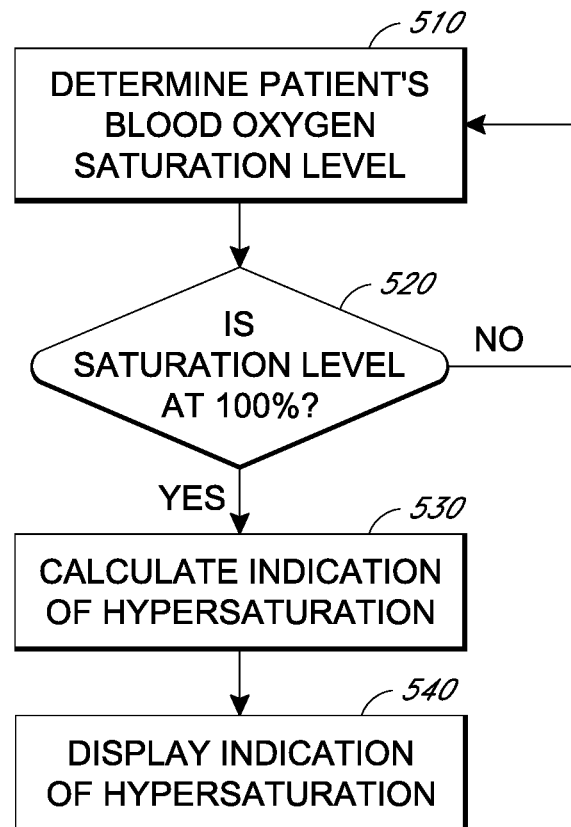 510
DETERMINE PATIENT'S
BLOOD OXYGEN
SATURATION LEVEL
520
IS
SATURATION LEVEL
AT 100%?
NO
YES
530
CALCULATE INDICATION
OF HYPERSATURATION
540
DISPLAY INDICATION
OF HYPERSATURATION